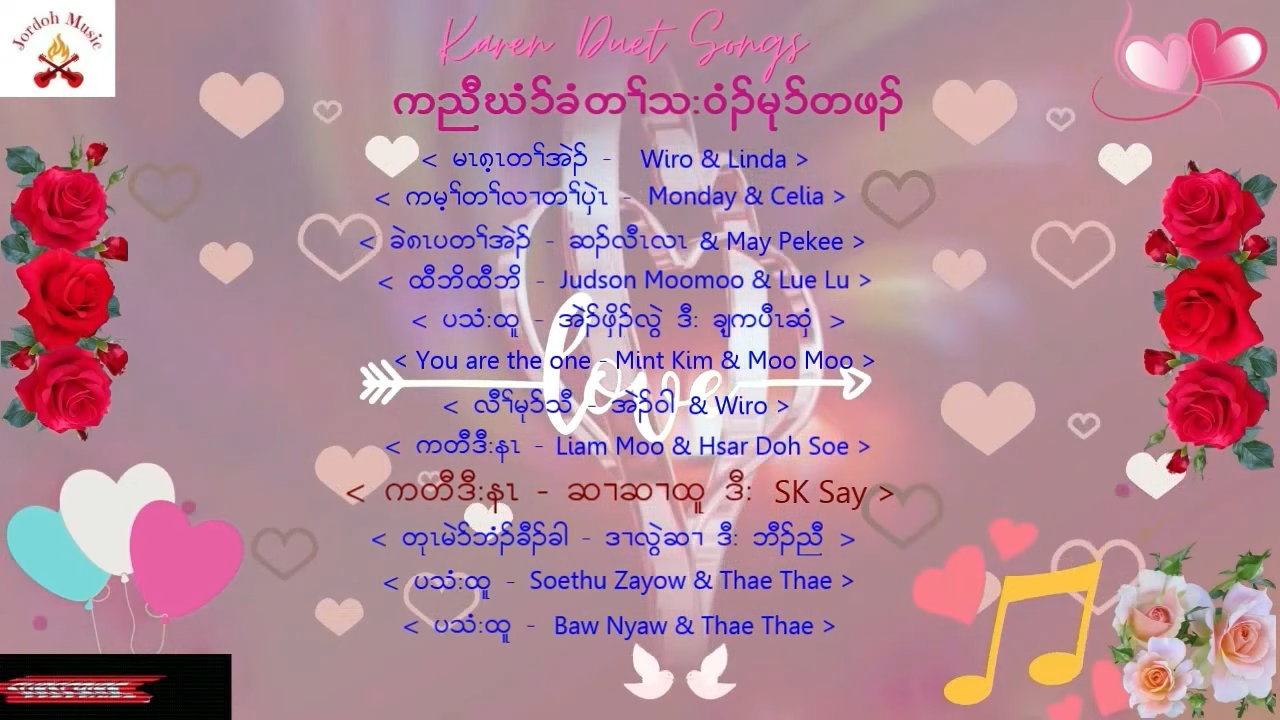 Jordoh Music
Karen Duet Songs
ကညီဃံာ်ခံတၢ်သးဝံၣ်မုာ်တဖၣ်
< မၤစ့ၤတၢ်အဲၣ် - Wiro & Linda >
< ကမ့ၢ်တၢ်လၢတၢ်ပှဲၤ - Monday & Celia >
< ခဲစၤပတၢ်အဲၣ် - ဆၣ်လီၤလၤ & May Pekee >
< ထီဘိထီဘိ - Judson Moomoo & Lue Lu >
< ပသံးထူ - အဲၣ်ဖှိၣ်လွဲ ဒီး ချ့ကပီၤဆှံ >
< You are the one - Mint Kim & Moo Moo >
love
< လီၢ်မုာ်သီ - အဲၣ်ဝါ & Wiro >
< ကတီဒီးနၤ - Liam Moo & Hsar Doh Soe >
< ကတီဒီးနၤ - ဆၢဆၢထူ ဒီး SK Say >
< တုၤမဲာ်ဘံၣ်ခီၣ်ခါ - ဒၢလွဲဆၢ ဒီး ဘီၣ်ညီ >
< ပသံးထူ - Soethu Zayow & Thae Thae >
< ပသံးထူ - Baw Nyaw & Thae Thae >